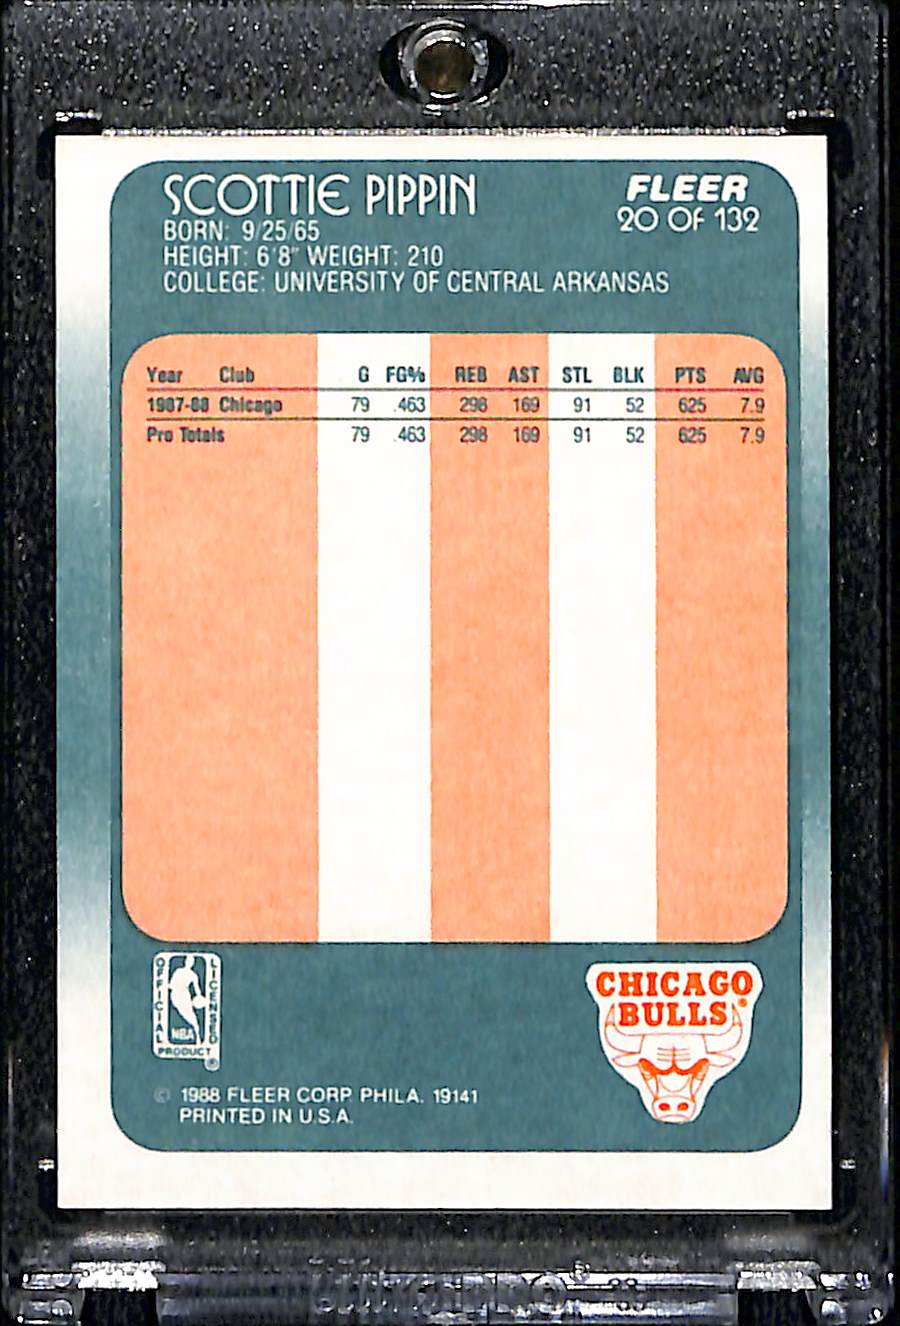 SCOTTIE PIPPIN
FLEER
20 OF 132
BORN: 9/25/65
HEIGHT: 6'8" WEIGHT: 210
COLLEGE: UNIVERSITY OF CENTRAL ARKANSAS
Year Club G FG% REB AST STL BLK PTS AVG
1987-88 Chicago 79 .463 298 169 91 52 625 7.9
Pro Totals 79 .463 298 169 91 52 625 7.9
OFFICIAL LICENSED
NBA
PRODUCT ®
CHICAGO
BULLS®
© 1988 FLEER CORP. PHILA. 19141
PRINTED IN U.S.A.